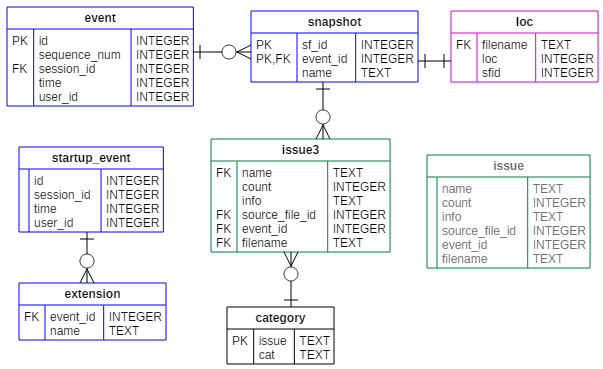 event
PK id INTEGER
sequence_num INTEGER
FK session_id INTEGER
time INTEGER
user_id INTEGER
snapshot
PK sf_id INTEGER
PK,FK event_id INTEGER
name TEXT
loc
FK filename TEXT
loc INTEGER
sfid INTEGER
startup_event
id INTEGER
session_id INTEGER
time INTEGER
user_id INTEGER
issue3
FK name TEXT
count INTEGER
info TEXT
FK source_file_id INTEGER
FK event_id INTEGER
FK filename TEXT
issue
name TEXT
count INTEGER
info TEXT
source_file_id INTEGER
event_id INTEGER
filename TEXT
extension
FK event_id INTEGER
name TEXT
category
PK issue TEXT
cat TEXT